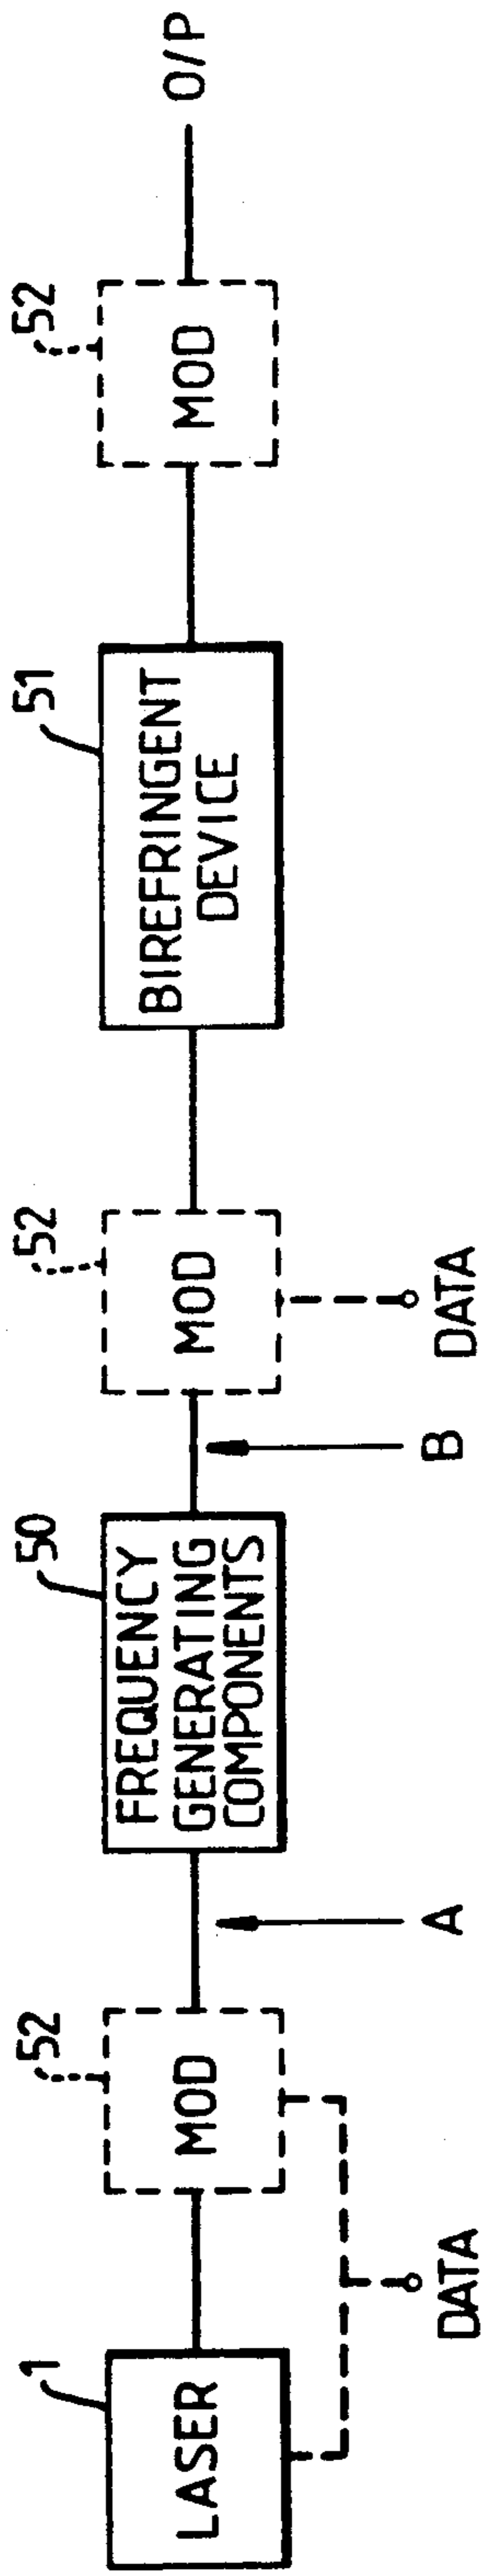 1
LASER
DATA
52
MOD
A
50
FREQUENCY
GENERATING
COMPONENTS
B
52
MOD
DATA
51
BIREFRINGENT
DEVICE
52
MOD
O/P